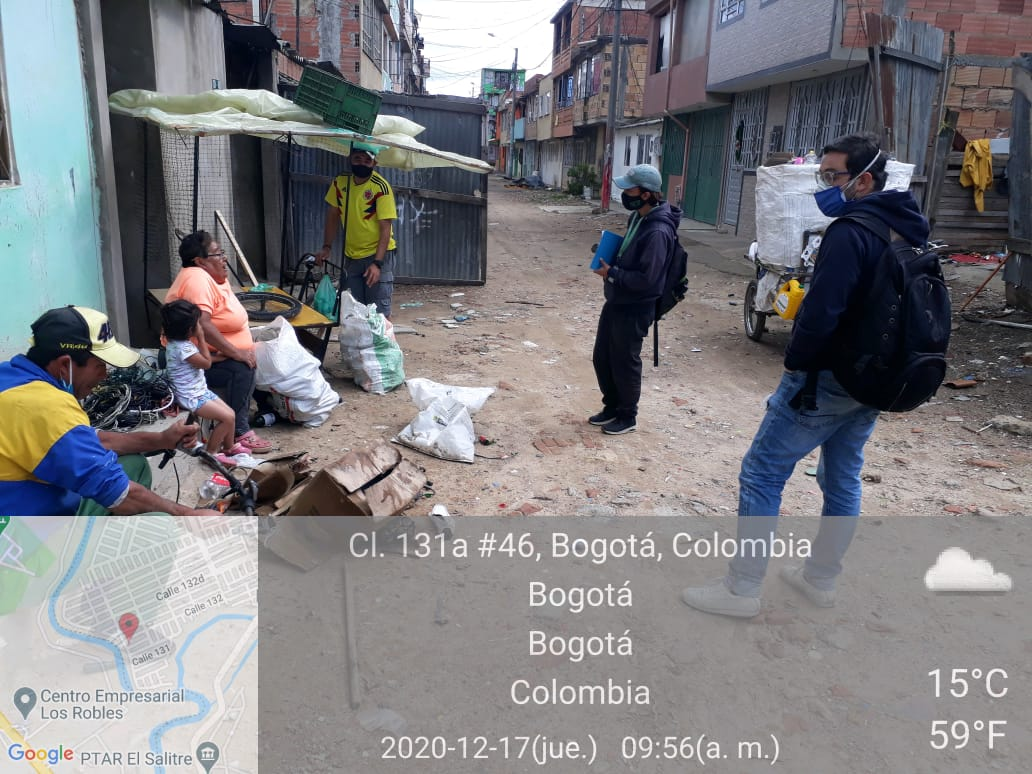 Cl. 131a #46, Bogotá, Colombia
Bogotá
Bogotá
Colombia
2020-12-17(jue.) 09:56(a. m.)
15°C
59°F
Calle 132d
Calle 132
Calle 131
Centro Empresarial
Los Robles
Google
PTAR El Salitre